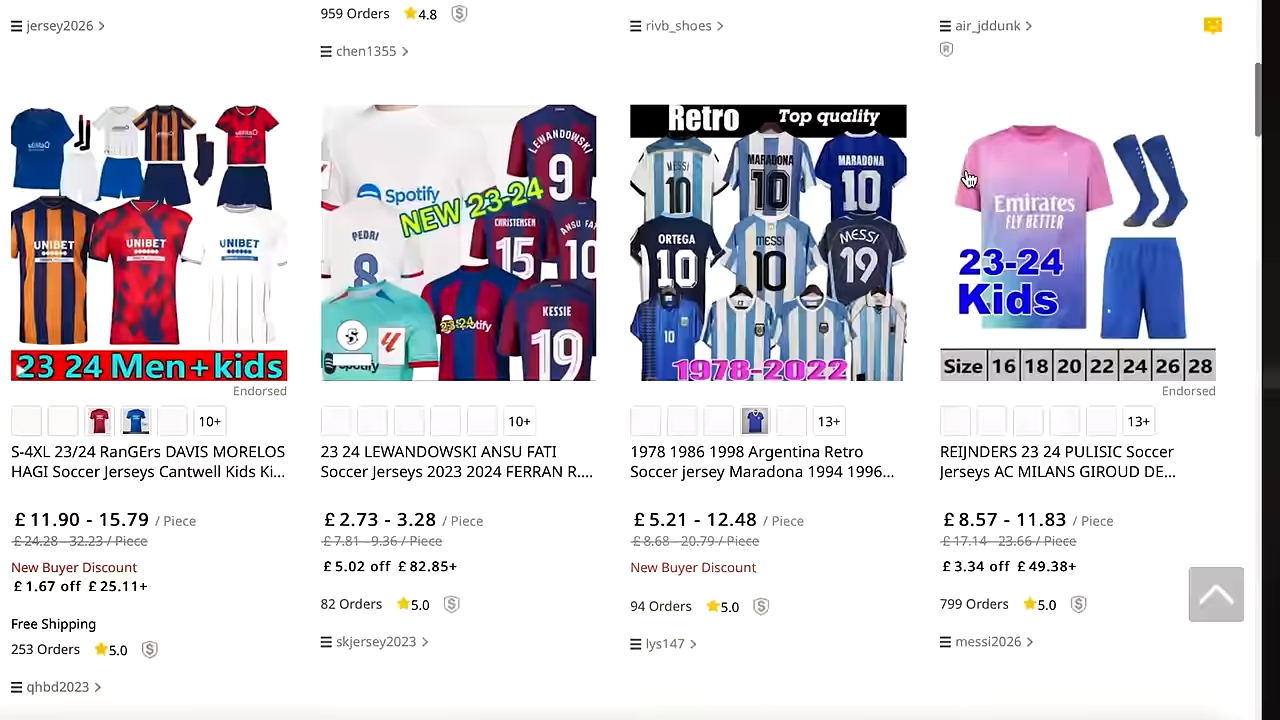 959 Orders 4.8
jersey2026
rivb_shoes
air_jddunk
chen1355
UNIBET
UNIBET
UNIBET
23 24 Men+kids
Endorsed
10+
S-4XL 23/24 RanGErs DAVIS MORELOS
HAGI Soccer Jerseys Cantwell Kids Ki...
£ 11.90 - 15.79 / Piece
£ 24.28 - 32.23 / Piece
New Buyer Discount
£ 1.67 off £ 25.11+
Free Shipping
253 Orders 5.0
qhbd2023
LEWANDOWSKI
9
Spotify
NEW 23-24
CHRISTENSEN
15
ANSU FA
10
PEDRI
8
KESSIE
19
10+
23 24 LEWANDOWSKI ANSU FATI
Soccer Jerseys 2023 2024 FERRAN R....
£ 2.73 - 3.28 / Piece
£ 7.81 - 9.36 / Piece
£ 5.02 off £ 82.85+
82 Orders 5.0
skjersey2023
Retro Top quality
MESSI
10
MARADONA
10
MARADONA
10
ORTEGA
10
MESSI
10
MESSI
19
10
1978-2022
13+
1978 1986 1998 Argentina Retro
Soccer jersey Maradona 1994 1996...
£ 5.21 - 12.48 / Piece
£ 8.68 - 20.79 / Piece
New Buyer Discount
94 Orders 5.0
lys147
Emirates
FLY BETTER
23-24
Kids
Size 16 18 20 22 24 26 28
Endorsed
13+
REIJNDERS 23 24 PULISIC Soccer
Jerseys AC MILANS GIROUD DE...
£ 8.57 - 11.83 / Piece
£ 17.14 - 23.66 / Piece
£ 3.34 off £ 49.38+
799 Orders 5.0
messi2026